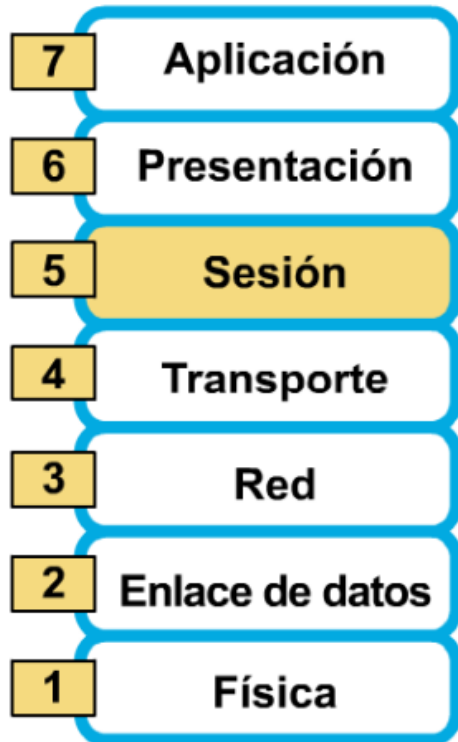 7 Aplicación
6 Presentación
5 Sesión
4 Transporte
3 Red
2 Enlace de datos
1 Física